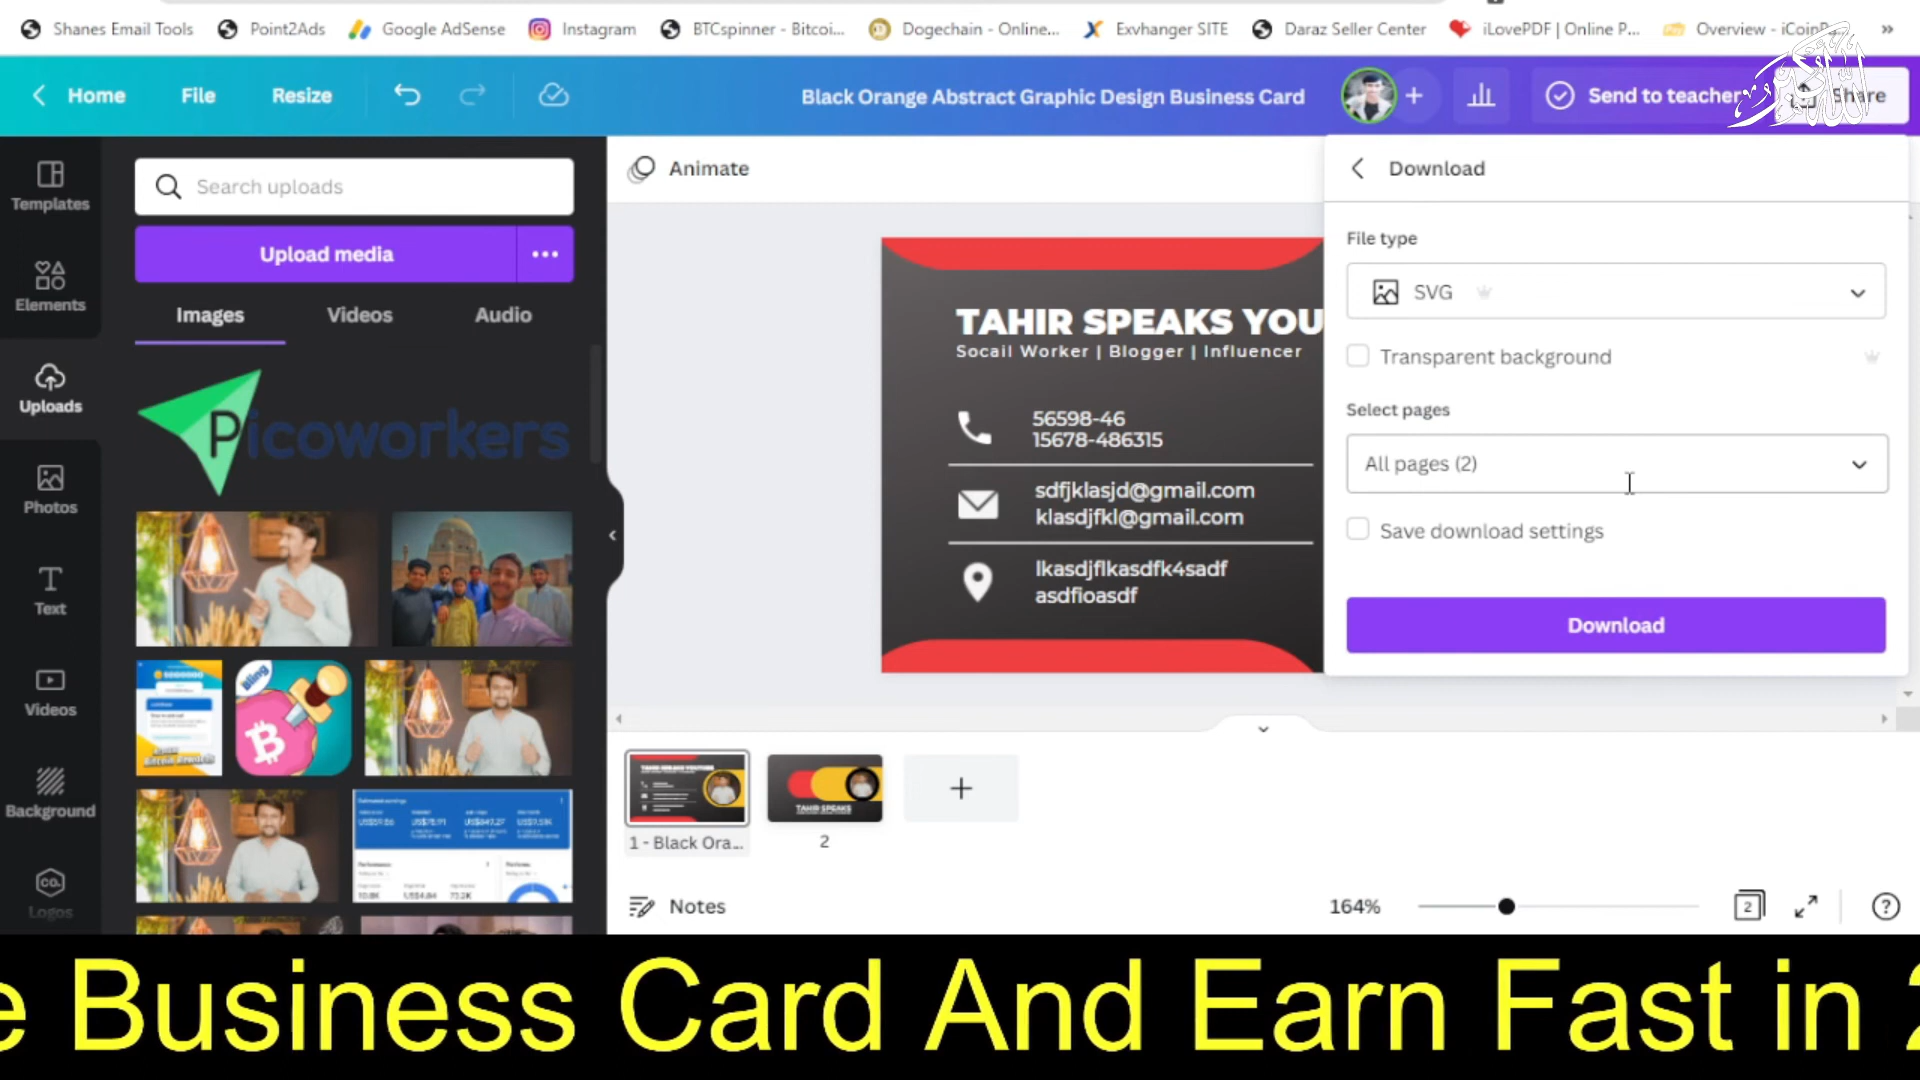 Shanes Email Tools
Point2Ads
Google AdSense
Instagram
BTCspinner - Bitcoi...
Dogechain - Online...
Exvhanger SITE
Daraz Seller Center
iLovePDF | Online P...
Overview - iCoinP...
»
Home
File
Resize
Black Orange Abstract Graphic Design Business Card
+
Send to teacher
Share
Templates
Elements
Uploads
Photos
Text
Videos
Background
Logos
Search uploads
Upload media
Images
Videos
Audio
Picoworkers
Bling
Animate
TAHIR SPEAKS YOU
Socail Worker | Blogger | Influencer
56598-46
15678-486315
sdfjklasjd@gmail.com
klasdjfkl@gmail.com
lkasdjflkasdfk4sadf
asdfioasdf
Download
File type
SVG
Transparent background
Select pages
All pages (2)
Save download settings
Download
TAHIR SPEAKS
1 - Black Ora...
2
Notes
164%
2
?
e Business Card And Earn Fast in 2